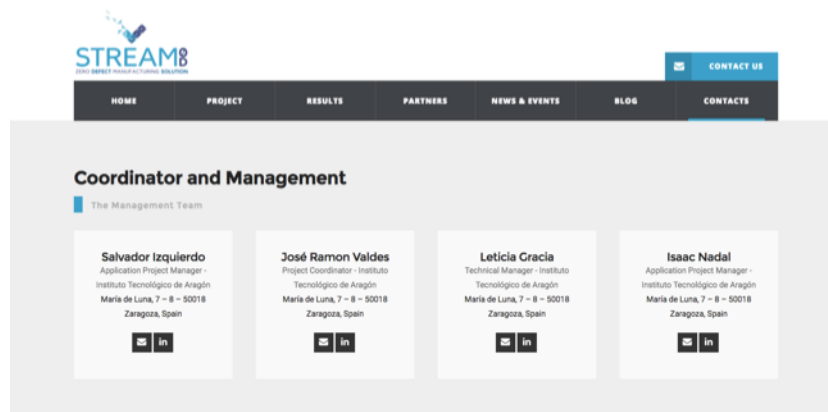 STREAM
ZERO DEFECT MANUFACTURING SOLUTION
CONTACT US
HOME PROJECT RESULTS PARTNERS NEWS & EVENTS BLOG CONTACTS
Coordinator and Management
The Management Team
Salvador Izquierdo
Application Project Manager -
Instituto Tecnológico de Aragón
María de Luna, 7 – 8 – 50018
Zaragoza, Spain
in
José Ramon Valdes
Project Coordinator - Instituto
Tecnológico de Aragón
María de Luna, 7 – 8 – 50018
Zaragoza, Spain
in
Leticia Gracia
Technical Manager - Instituto
Tecnológico de Aragón
María de Luna, 7 – 8 – 50018
Zaragoza, Spain
in
Isaac Nadal
Application Project Manager -
Instituto Tecnológico de Aragón
María de Luna, 7 – 8 – 50018
Zaragoza, Spain
in